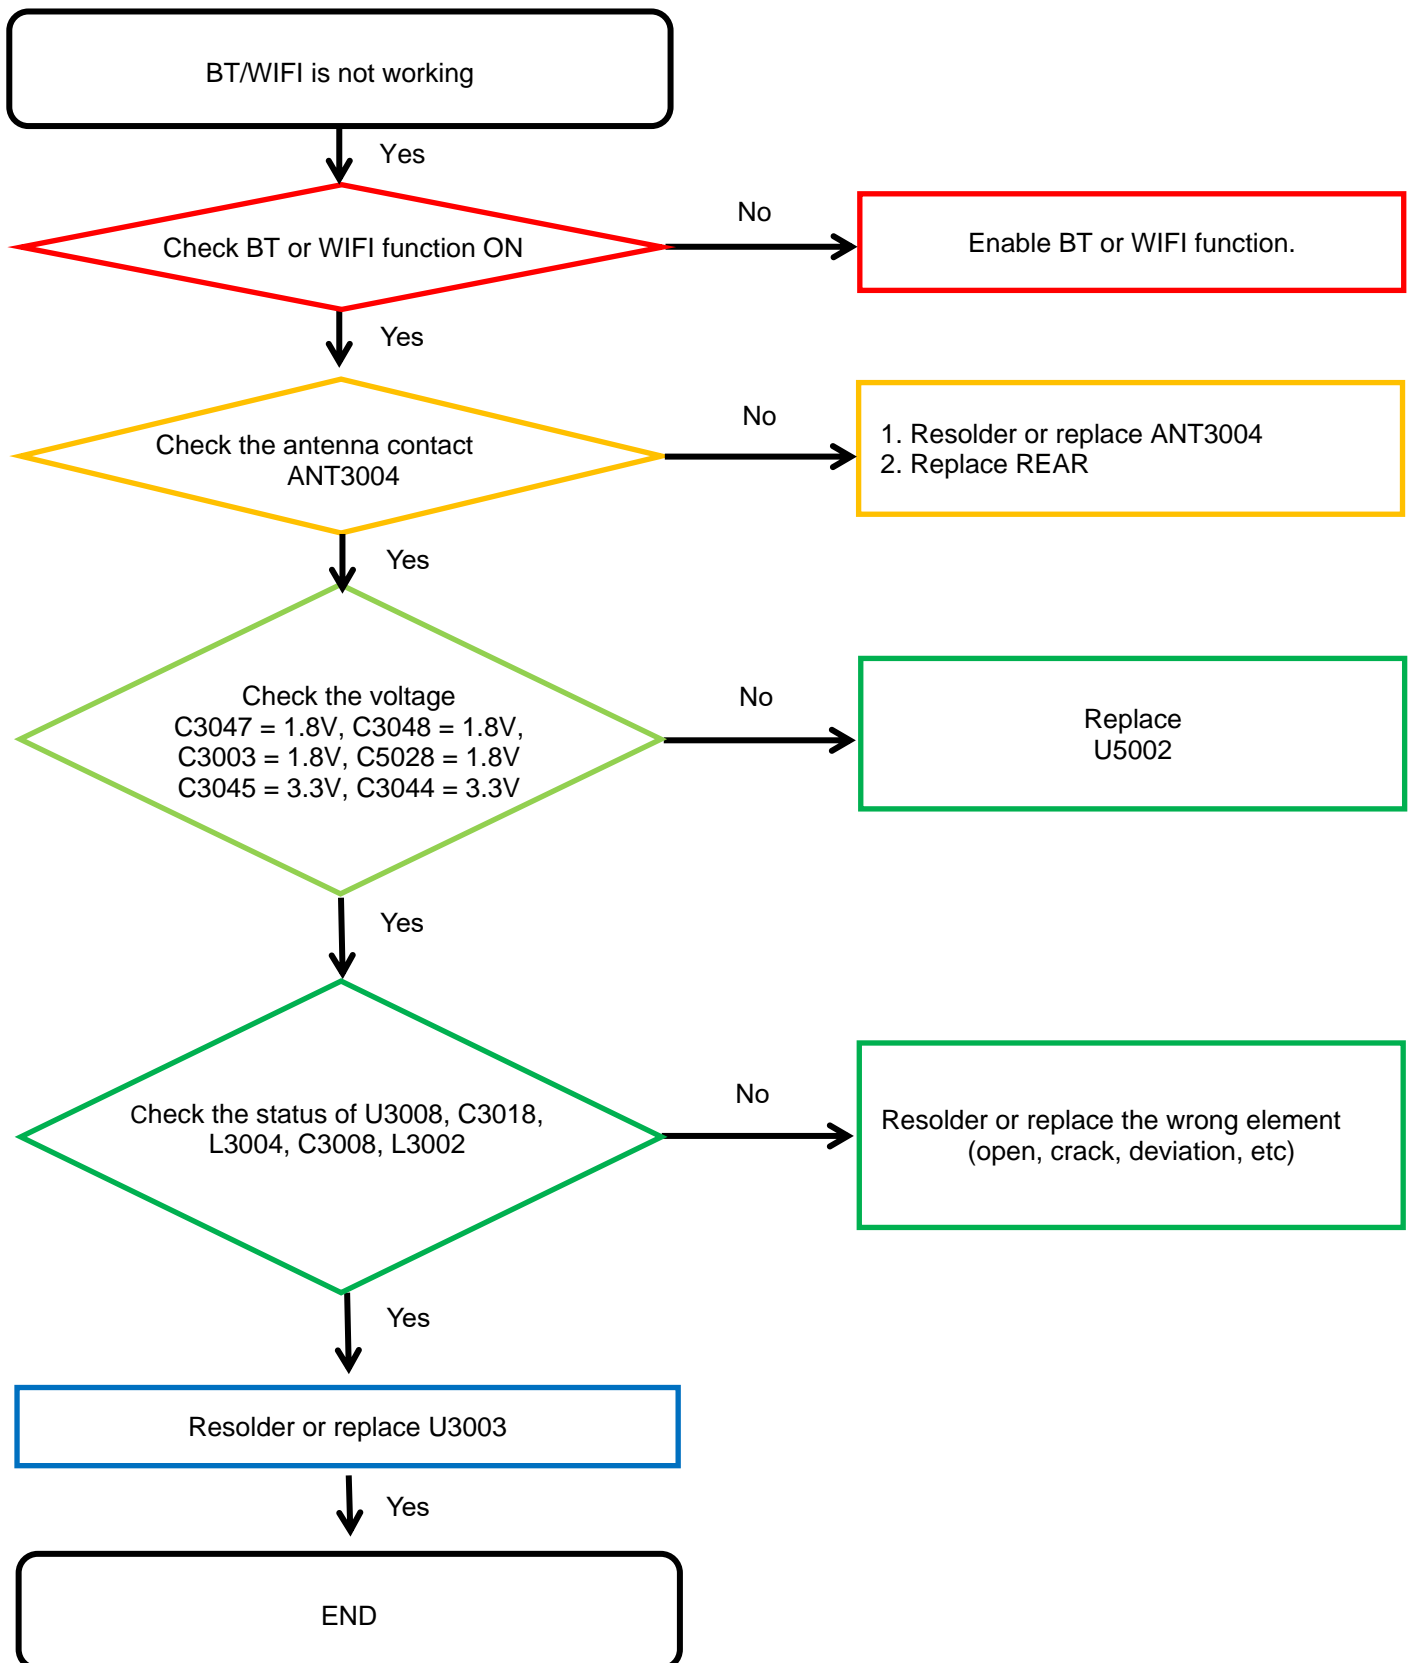 BT/WIFI is not working
Yes
Check BT or WIFI function ON
No
Enable BT or WIFI function.
Yes
Check the antenna contact
ANT3004
No
1. Resolder or replace ANT3004
2. Replace REAR
Yes
Check the voltage
C3047 = 1.8V, C3048 = 1.8V,
C3003 = 1.8V, C5028 = 1.8V
C3045 = 3.3V, C3044 = 3.3V
No
Replace
U5002
Yes
Check the status of U3008, C3018,
L3004, C3008, L3002
No
Resolder or replace the wrong element
(open, crack, deviation, etc)
Yes
Resolder or replace U3003
Yes
END